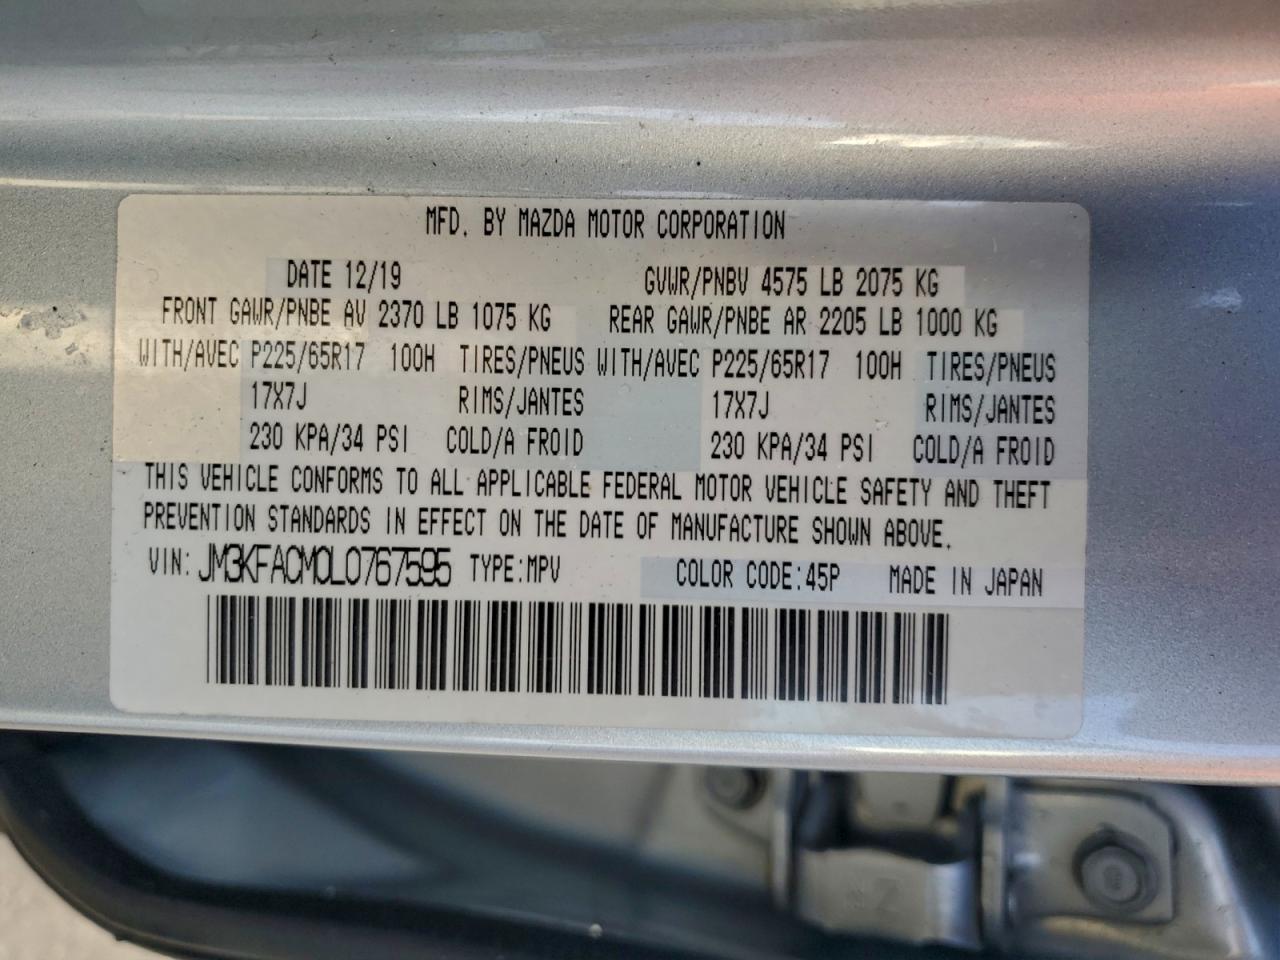 MFD. BY MAZDA MOTOR CORPORATION
DATE 12/19 GVWR/PNBV 4575 LB 2075 KG
FRONT GAWR/PNBE AV 2370 LB 1075 KG REAR GAWR/PNBE AR 2205 LB 1000 KG
WITH/AVEC P225/65R17 100H TIRES/PNEUS WITH/AVEC P225/65R17 100H TIRES/PNEUS
17X7J RIMS/JANTES 17X7J RIMS/JANTES
230 KPA/34 PSI COLD/A FROID 230 KPA/34 PSI COLD/A FROID
THIS VEHICLE CONFORMS TO ALL APPLICABLE FEDERAL MOTOR VEHICLE SAFETY AND THEFT
PREVENTION STANDARDS IN EFFECT ON THE DATE OF MANUFACTURE SHOWN ABOVE.
VIN: JM3KFACM0L0767595 TYPE:MPV COLOR CODE:45P MADE IN JAPAN